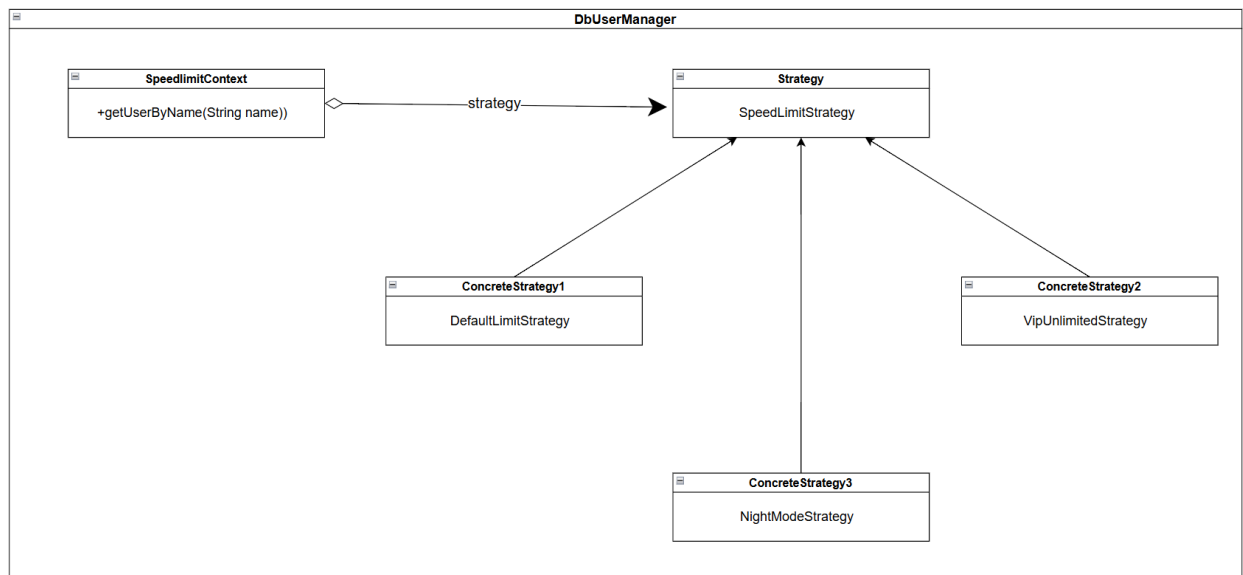 DbUserManager
SpeedlimitContext
+getUserByName(String name))
strategy
Strategy
SpeedLimitStrategy
ConcreteStrategy1
DefaultLimitStrategy
ConcreteStrategy2
VipUnlimitedStrategy
ConcreteStrategy3
NightModeStrategy